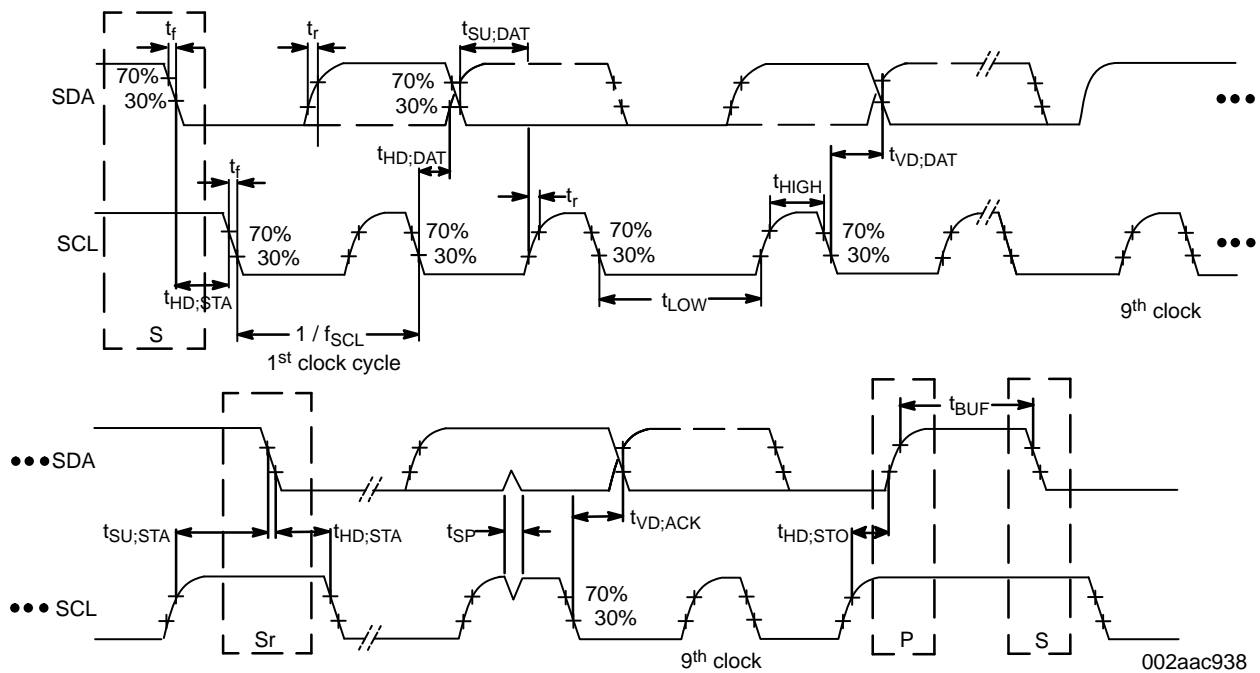 tf
tr
tSU;DAT
70%
30%
70%
30%
SDA
•••
tHD;DAT
tVD;DAT
tf
tr
tHIGH
SCL
70%
30%
70%
30%
70%
30%
70%
30%
•••
tHD;STA
tLOW
9th clock
S
1 / fSCL
1st clock cycle
tBUF
•••SDA
tSU;STA
tHD;STA
tSP
tVD;ACK
tHD;STO
••• SCL
70%
30%
Sr
9th clock
P
S
002aac938